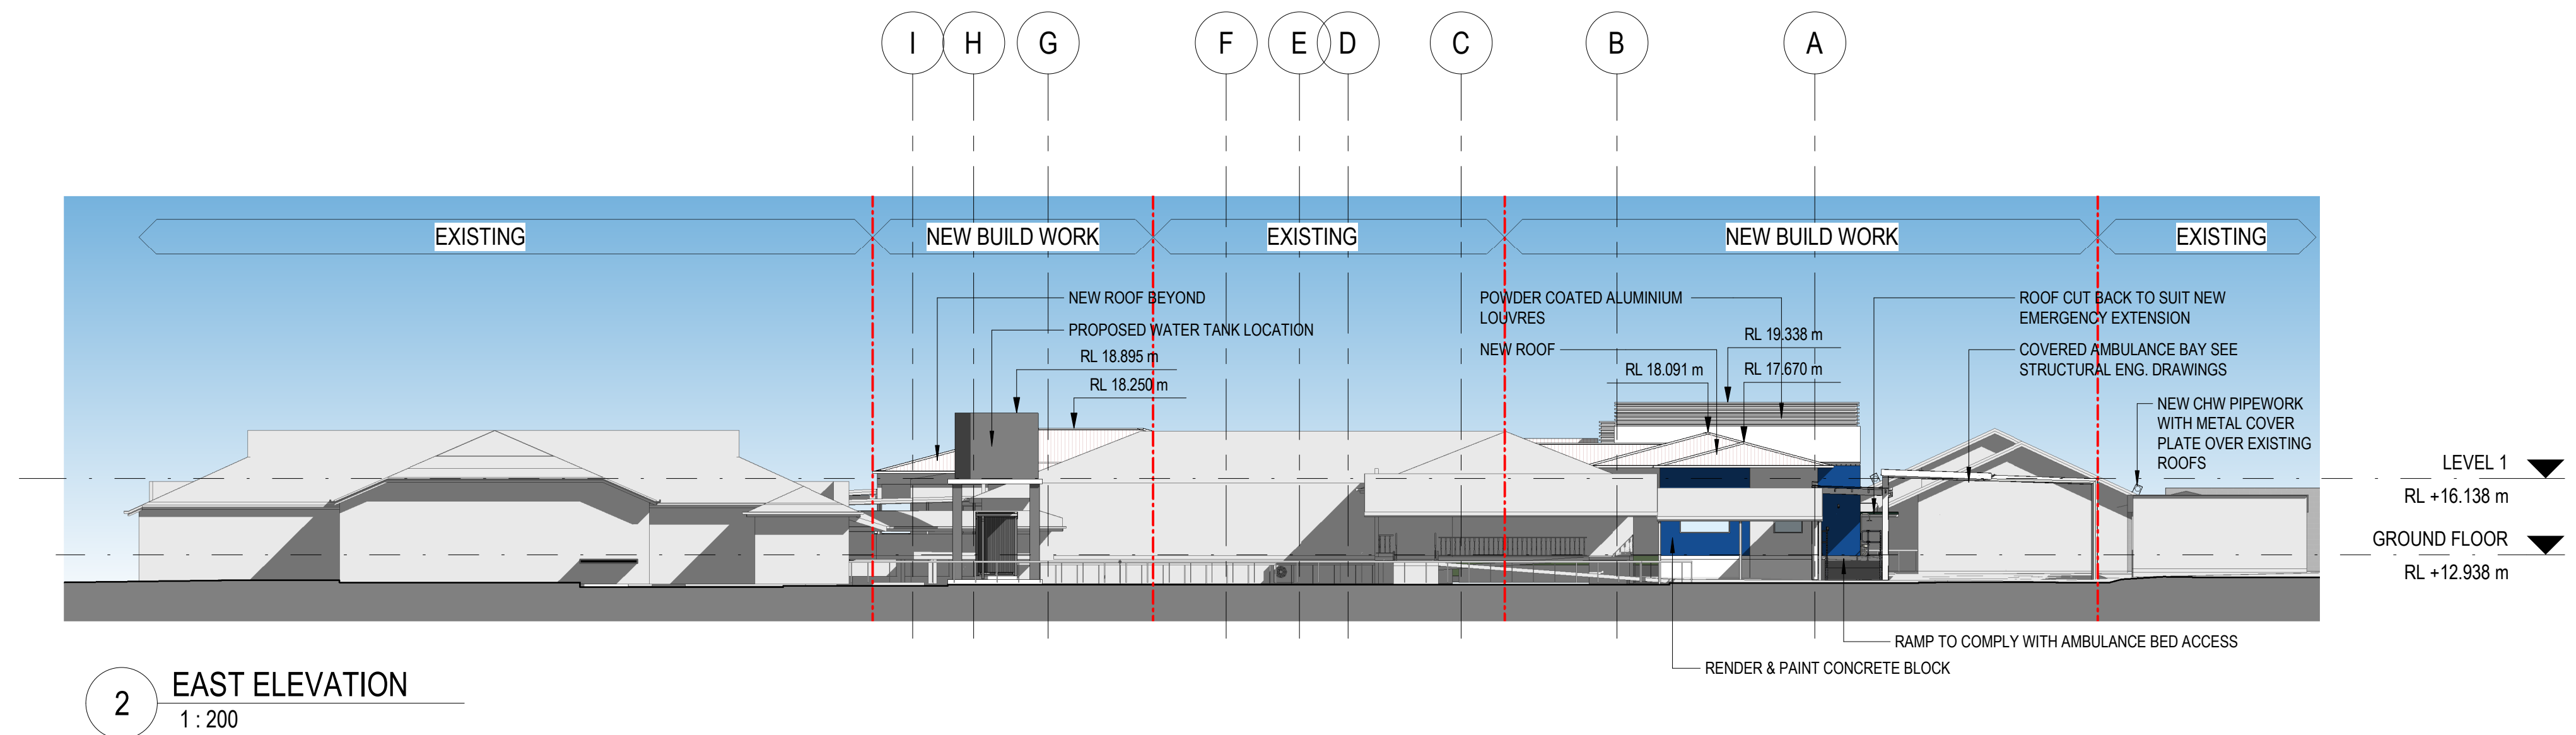 I H G F E D C B A
EXISTING
NEW BUILD WORK
EXISTING
NEW BUILD WORK
EXISTING
NEW ROOF BEYOND
PROPOSED WATER TANK LOCATION
RL 18.895 m
RL 18.250 m
POWDER COATED ALUMINIUM
LOUVRES
RL 19.338 m
NEW ROOF
RL 18.091 m
RL 17.670 m
ROOF CUT BACK TO SUIT NEW
EMERGENCY EXTENSION
COVERED AMBULANCE BAY SEE
STRUCTURAL ENG. DRAWINGS
NEW CHW PIPEWORK
WITH METAL COVER
PLATE OVER EXISTING
ROOFS
LEVEL 1
RL +16.138 m
GROUND FLOOR
RL +12.938 m
RAMP TO COMPLY WITH AMBULANCE BED ACCESS
RENDER & PAINT CONCRETE BLOCK
2
EAST ELEVATION
1 : 200